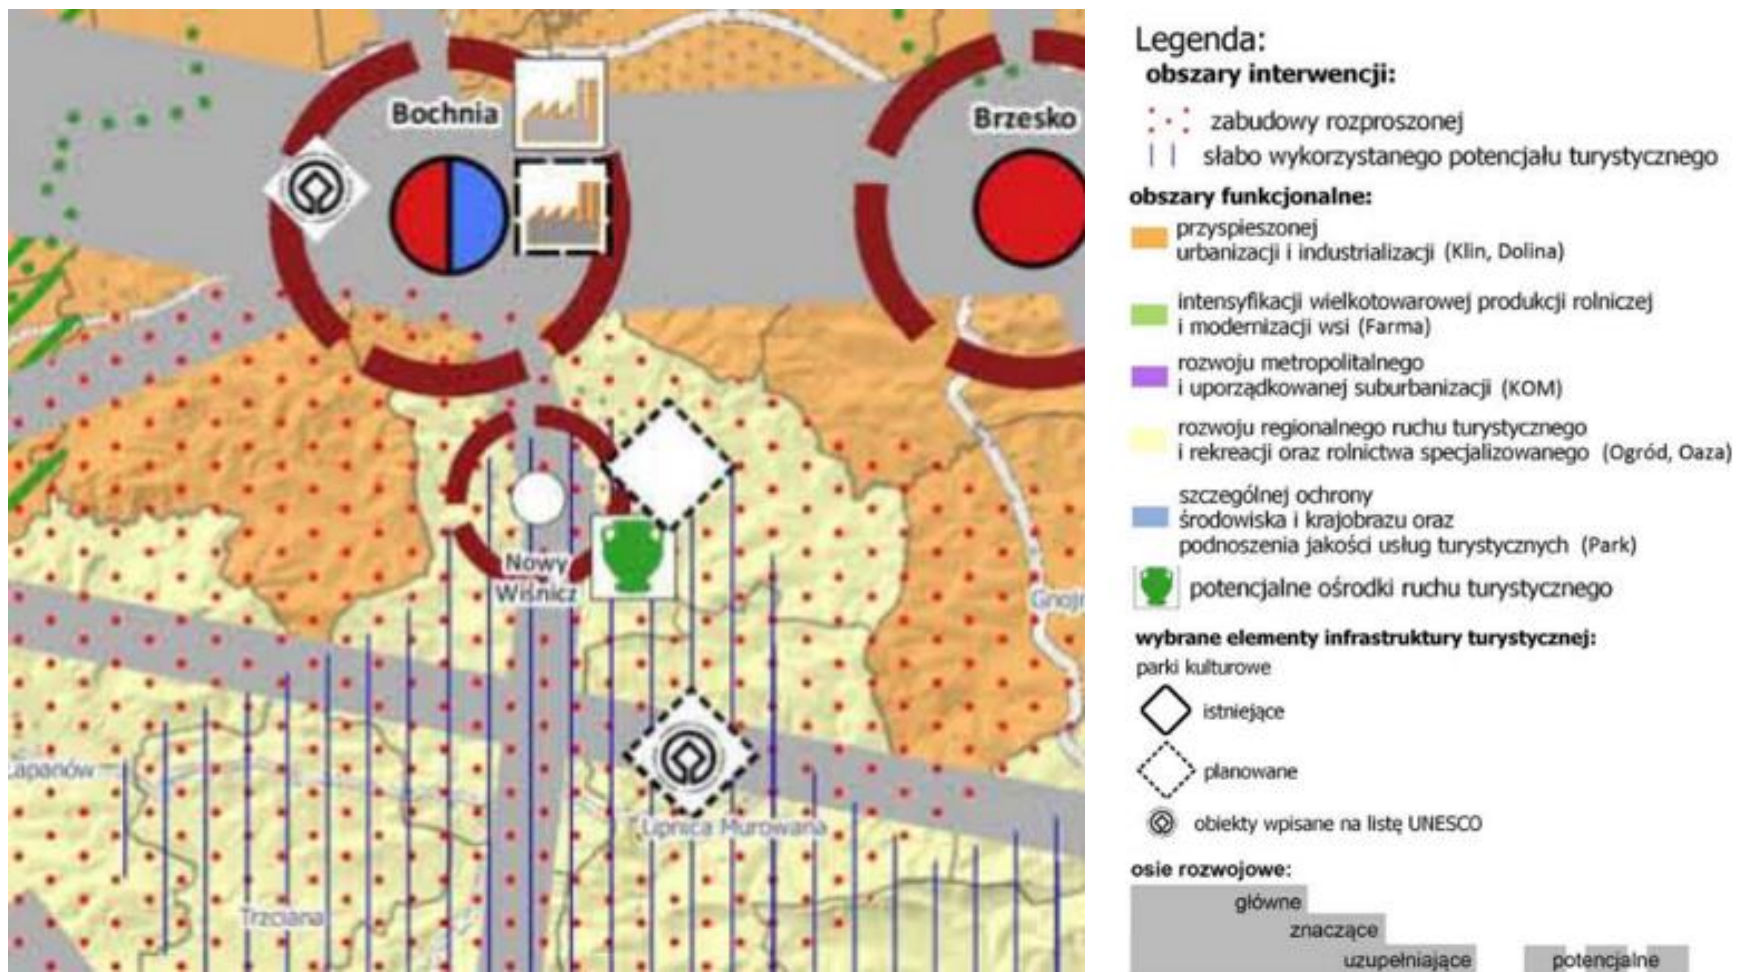 Bochnia
Brzesko
Nowy
Wiśnicz
Lipnica Murowana
Trzciana
Legenda:
obszary interwencji:
zabudowy rozproszonej
słabo wykorzystanego potencjału turystycznego
obszary funkcjonalne:
przyspieszonej
urbanizacji i industrializacji (Klin, Dolina)
intensyfikacji wielkotowarowej produkcji rolniczej
i modernizacji wsi (Farma)
rozwoju metropolitalnego
i uporządkowanej suburbanizacji (KOM)
rozwoju regionalnego ruchu turystycznego
i rekreacji oraz rolnictwa specjalizowanego (Ogród, Oaza)
szczególnej ochrony
środowiska i krajobrazu oraz
podnoszenia jakości usług turystycznych (Park)
potencjalne ośrodki ruchu turystycznego
wybrane elementy infrastruktury turystycznej:
parki kulturowe
istniejące
planowane
obiekty wpisane na listę UNESCO
osie rozwojowe:
główne
znaczące
uzupełniające
potencjalne